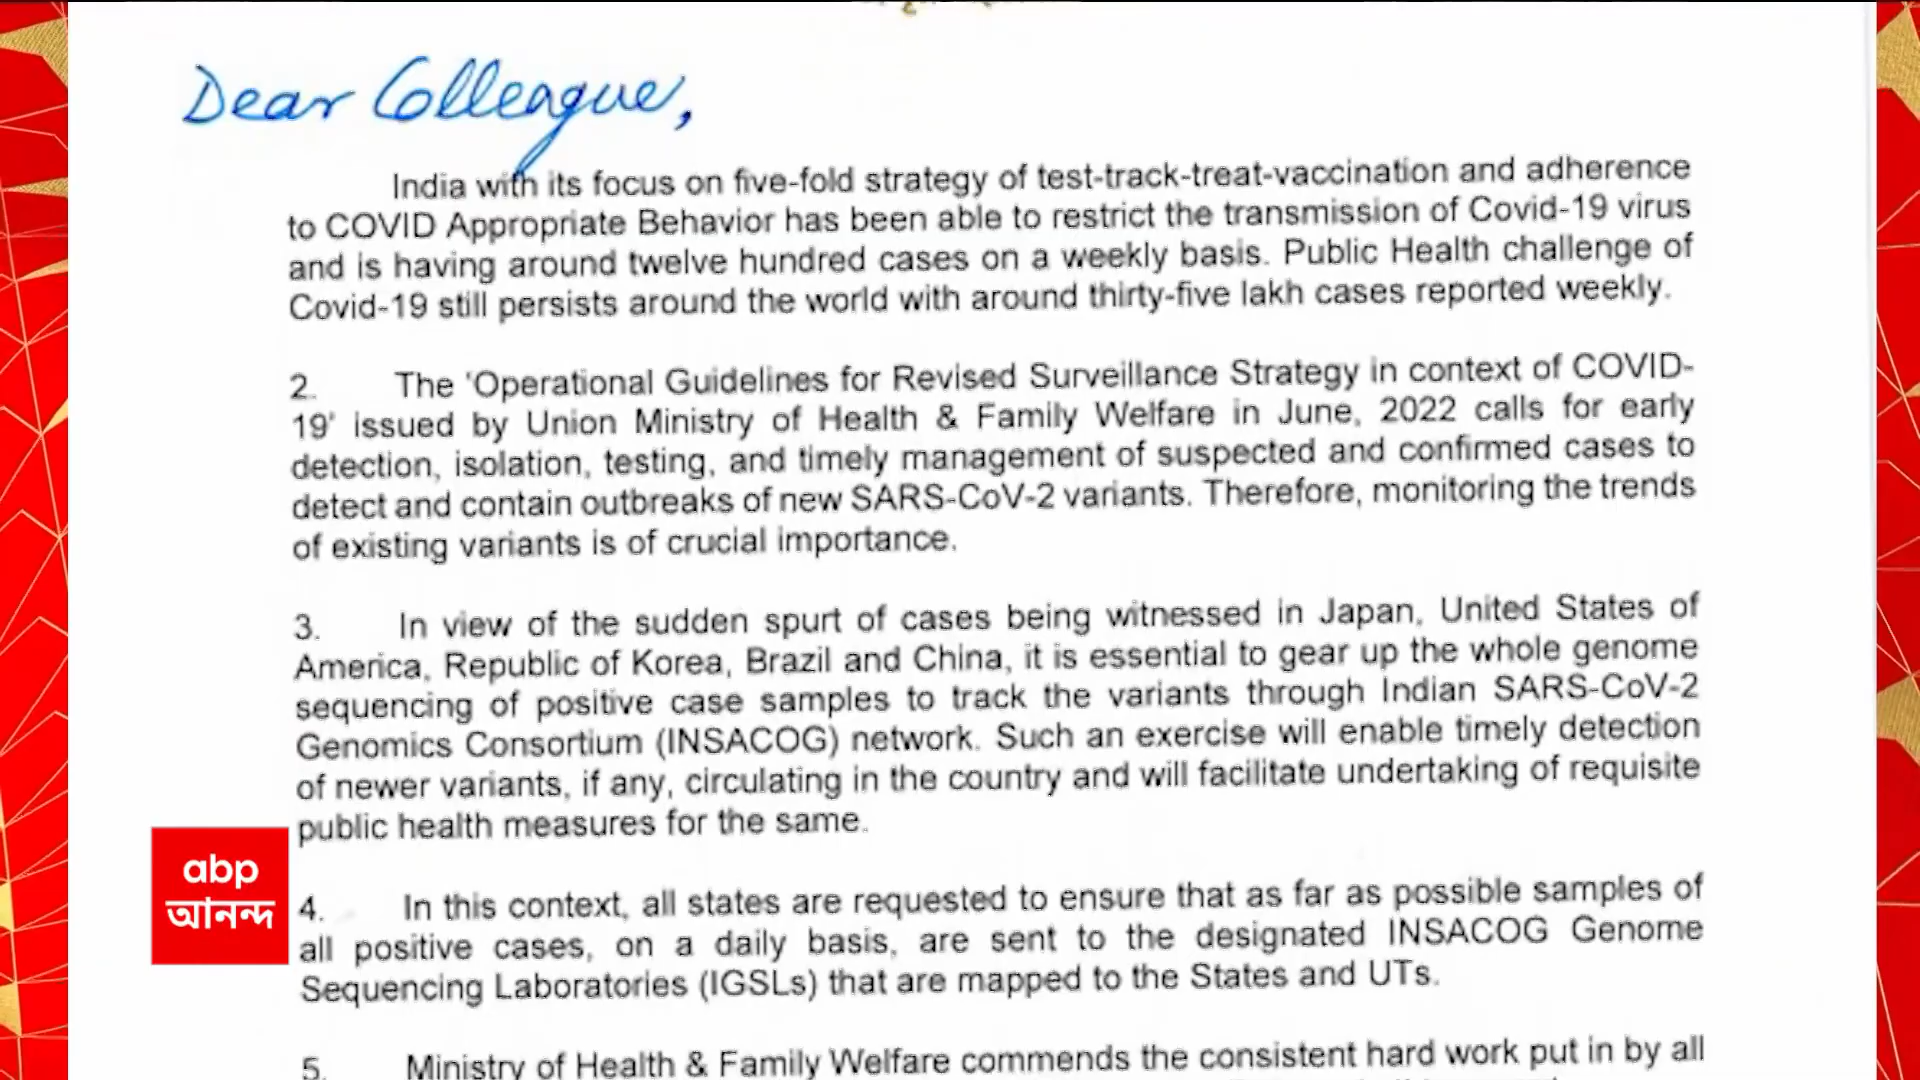 Dear Colleague,
India with its focus on five-fold strategy of test-track-treat-vaccination and adherence
to COVID Appropriate Behavior has been able to restrict the transmission of Covid-19 virus
and is having around twelve hundred cases on a weekly basis. Public Health challenge of
Covid-19 still persists around the world with around thirty-five lakh cases reported weekly.
2. The 'Operational Guidelines for Revised Surveillance Strategy in context of COVID-
19' issued by Union Ministry of Health & Family Welfare in June, 2022 calls for early
detection, isolation, testing, and timely management of suspected and confirmed cases to
detect and contain outbreaks of new SARS-CoV-2 variants. Therefore, monitoring the trends
of existing variants is of crucial importance.
3. In view of the sudden spurt of cases being witnessed in Japan, United States of
America, Republic of Korea, Brazil and China, it is essential to gear up the whole genome
sequencing of positive case samples to track the variants through Indian SARS-CoV-2
Genomics Consortium (INSACOG) network. Such an exercise will enable timely detection
of newer variants, if any, circulating in the country and will facilitate undertaking of requisite
public health measures for the same.
abp
আনন্দ
4. In this context, all states are requested to ensure that as far as possible samples of
all positive cases, on a daily basis, are sent to the designated INSACOG Genome
Sequencing Laboratories (IGSLs) that are mapped to the States and UTs.
5. Ministry of Health & Family Welfare commends the consistent hard work put in by all